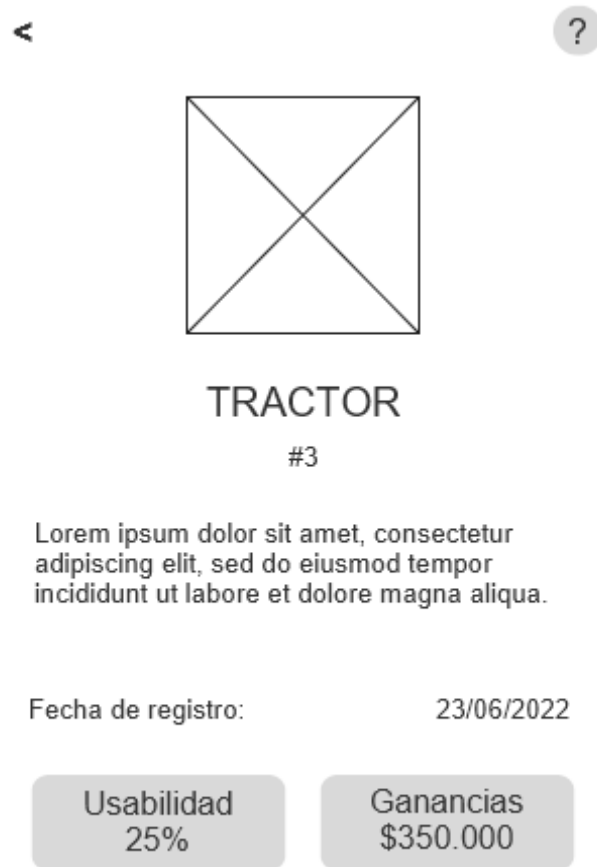 <
?
TRACTOR
#3
Lorem ipsum dolor sit amet, consectetur
adipiscing elit, sed do eiusmod tempor
incididunt ut labore et dolore magna aliqua.
Fecha de registro: 23/06/2022
Usabilidad Ganancias
25% $350.000